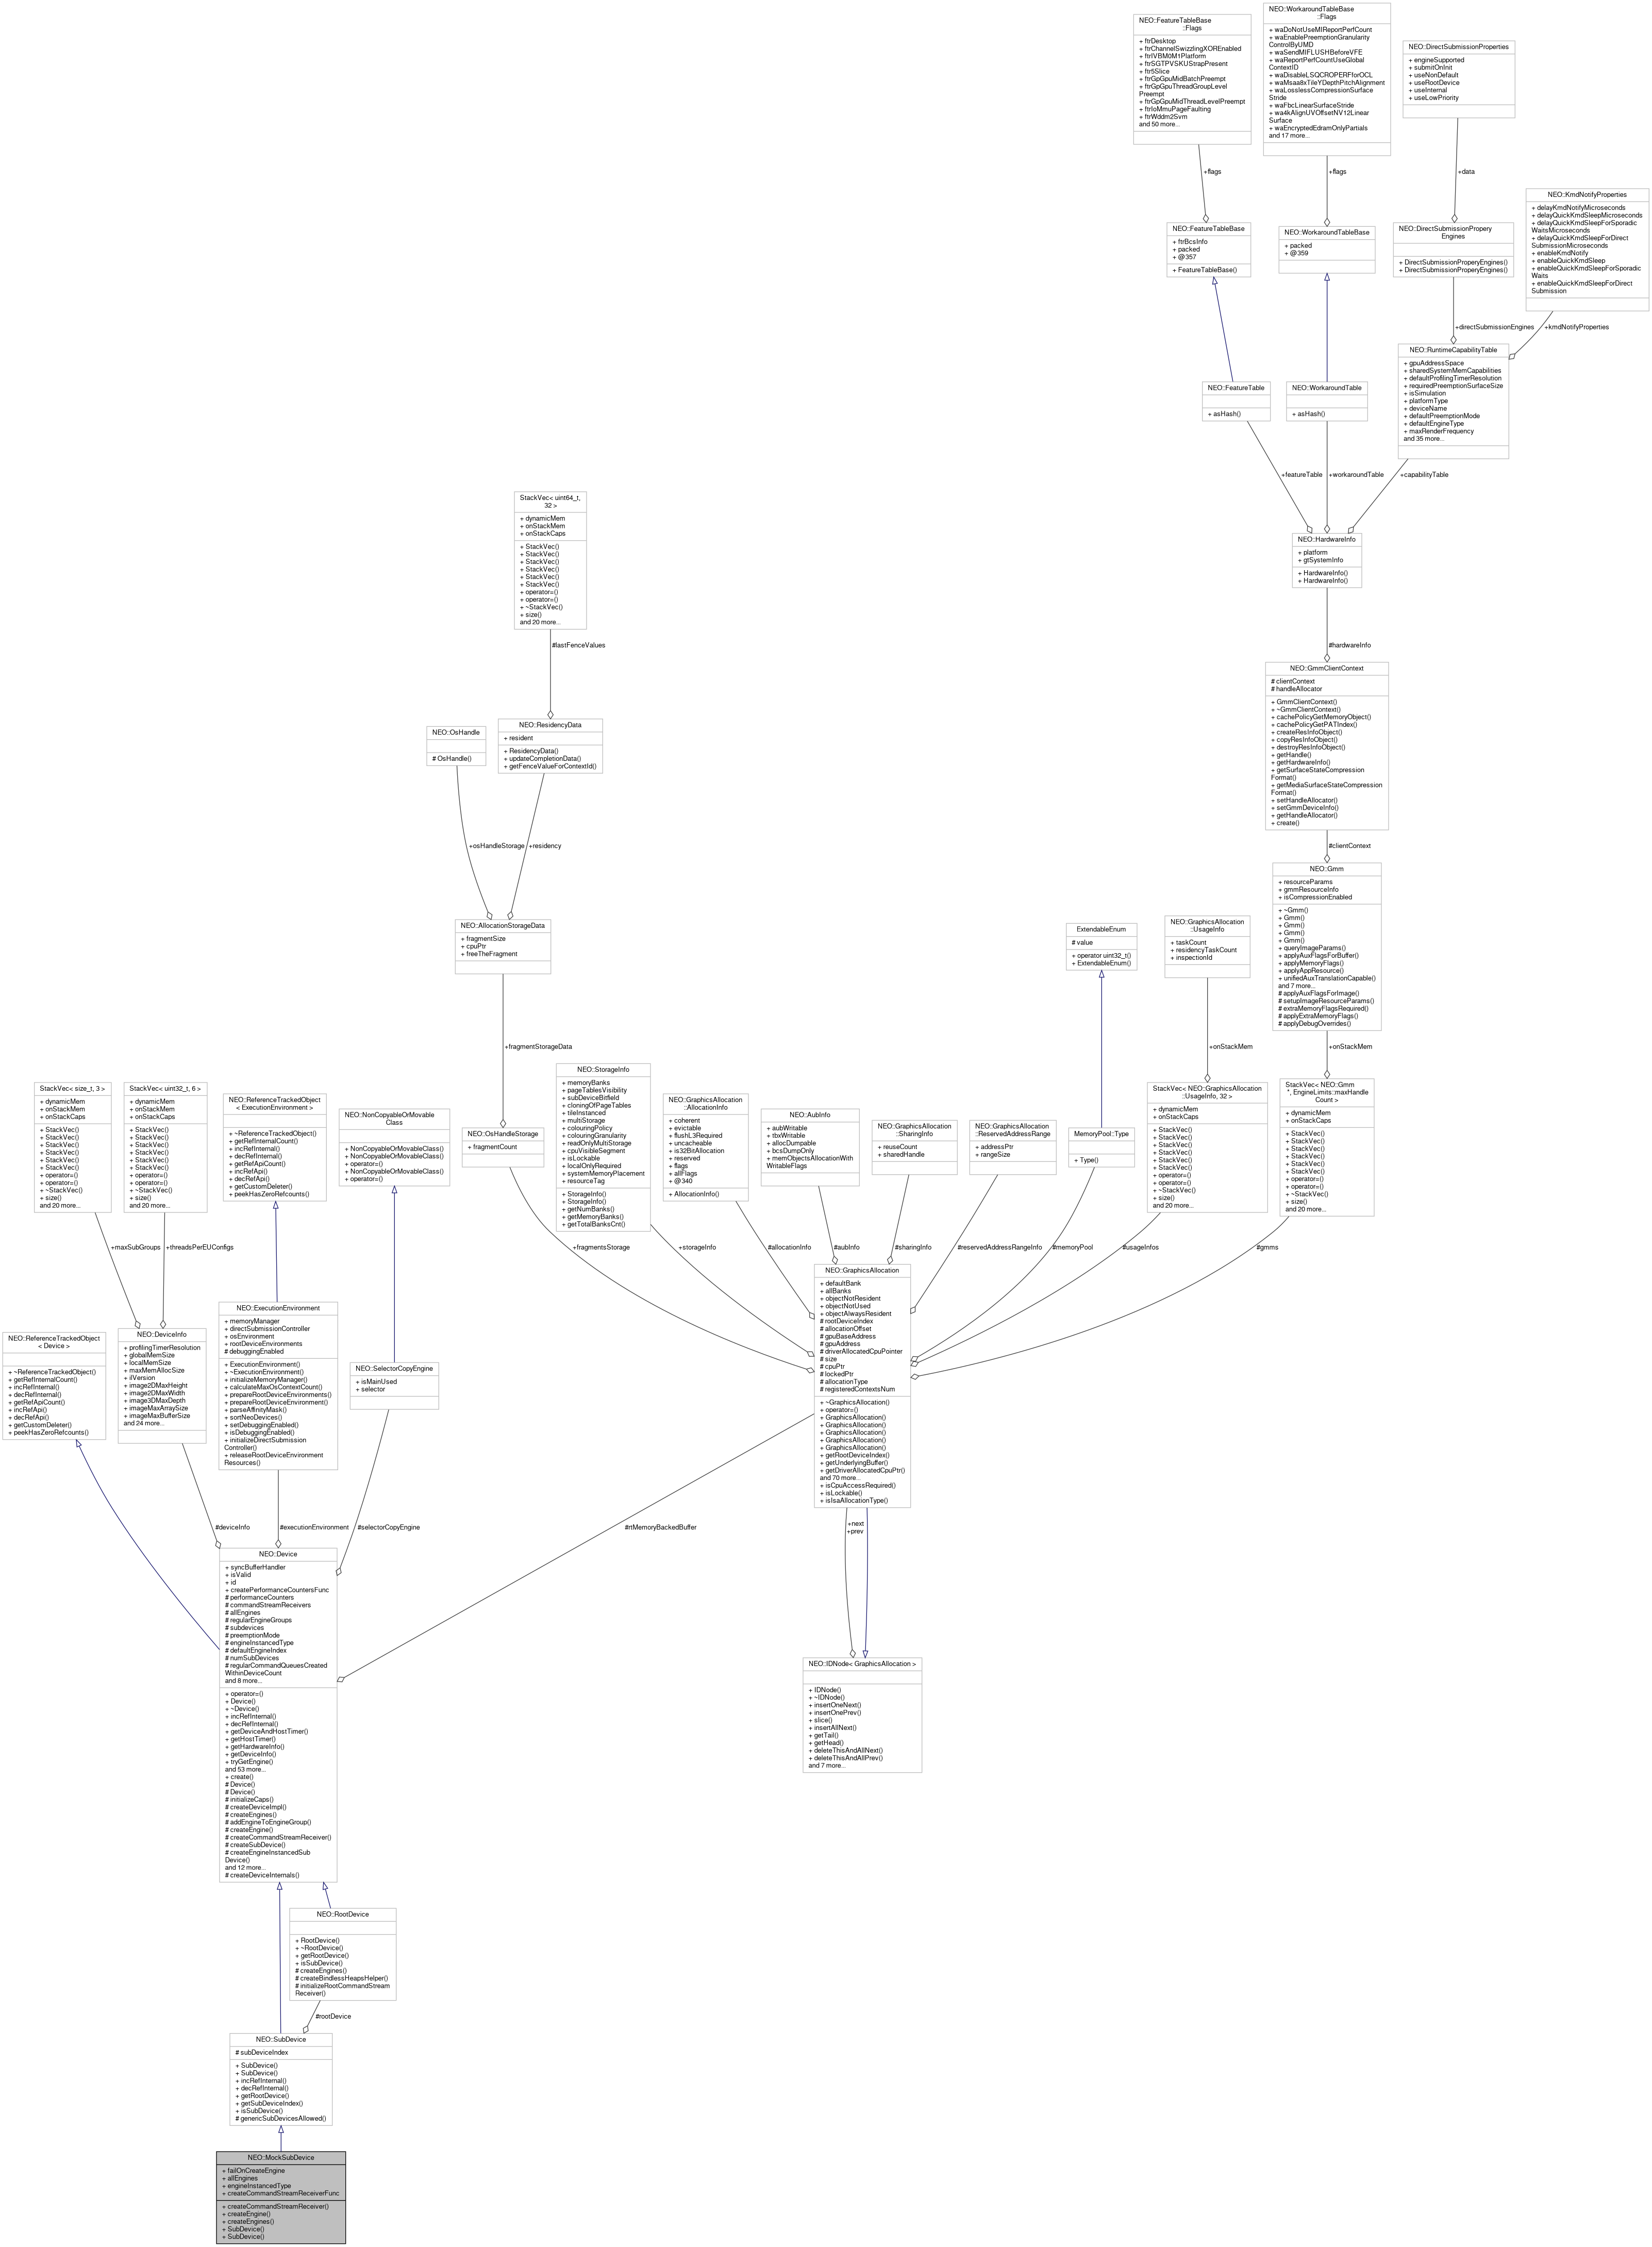 NEO::FeatureTableBase
::Flags
+ ftrDesktop
+ ftrChannelSwizzlingXOREnabled
+ ftrIVBM0M1Platform
+ ftrSGTPVSKUStrapPresent
+ ftr5Slice
+ ftrGpGpuMidBatchPreempt
+ ftrGpGpuThreadGroupLevel
Preempt
+ ftrGpGpuMidThreadLevelPreempt
+ ftrIoMmuPageFaulting
+ ftrWddm2Svm
and 50 more...
NEO::WorkaroundTableBase
::Flags
+ waDoNotUseMIReportPerfCount
+ waEnablePreemptionGranularity
ControlByUMD
+ waSendMIFLUSHBeforeVFE
+ waReportPerfCountUseGlobal
ContextID
+ waDisableLSQCROPERFforOCL
+ waMsaa8xTileYDepthPitchAlignment
+ waLosslessCompressionSurface
Stride
+ waFbcLinearSurfaceStride
+ wa4kAlignUVOffsetNV12Linear
Surface
+ waEncryptedEdramOnlyPartials
and 17 more...
NEO::DirectSubmissionProperties
+ engineSupported
+ submitOnInit
+ useNonDefault
+ useRootDevice
+ useInternal
+ useLowPriority
+flags
+flags
+data
NEO::KmdNotifyProperties
+ delayKmdNotifyMicroseconds
+ delayQuickKmdSleepMicroseconds
+ delayQuickKmdSleepForSporadic
WaitsMicroseconds
+ delayQuickKmdSleepForDirect
SubmissionMicroseconds
+ enableKmdNotify
+ enableQuickKmdSleep
+ enableQuickKmdSleepForSporadic
Waits
+ enableQuickKmdSleepForDirect
Submission
NEO::FeatureTableBase
+ ftrBcsInfo
+ packed
+ @357
+ FeatureTableBase()
NEO::WorkaroundTableBase
+ packed
+ @359
NEO::DirectSubmissionPropery
Engines
+ DirectSubmissionProperyEngines()
+ DirectSubmissionProperyEngines()
+directSubmissionEngines
+kmdNotifyProperties
NEO::FeatureTable
+ asHash()
NEO::WorkaroundTable
+ asHash()
NEO::RuntimeCapabilityTable
+ gpuAddressSpace
+ sharedSystemMemCapabilities
+ defaultProfilingTimerResolution
+ requiredPreemptionSurfaceSize
+ isSimulation
+ platformType
+ deviceName
+ defaultPreemptionMode
+ defaultEngineType
+ maxRenderFrequency
and 35 more...
+featureTable
+workaroundTable
+capabilityTable
NEO::HardwareInfo
+ platform
+ gtSystemInfo
+ HardwareInfo()
+ HardwareInfo()
#hardwareInfo
StackVec< uint64_t,
32 >
+ dynamicMem
+ onStackMem
+ onStackCaps
+ StackVec()
+ StackVec()
+ StackVec()
+ StackVec()
+ StackVec()
+ StackVec()
+ operator=()
+ operator=()
+ ~StackVec()
+ size()
and 20 more...
#lastFenceValues
NEO::GmmClientContext
# clientContext
# handleAllocator
+ GmmClientContext()
+ ~GmmClientContext()
+ cachePolicyGetMemoryObject()
+ cachePolicyGetPATIndex()
+ createResInfoObject()
+ copyResInfoObject()
+ destroyResInfoObject()
+ getHandle()
+ getHardwareInfo()
+ getSurfaceStateCompression
Format()
+ getMediaSurfaceStateCompression
Format()
+ setHandleAllocator()
+ setGmmDeviceInfo()
+ getHandleAllocator()
+ create()
#clientContext
NEO::OsHandle
# OsHandle()
NEO::ResidencyData
+ resident
+ ResidencyData()
+ updateCompletionData()
+ getFenceValueForContextId()
+osHandleStorage
+residency
NEO::Gmm
+ resourceParams
+ gmmResourceInfo
+ isCompressionEnabled
+ ~Gmm()
+ Gmm()
+ Gmm()
+ Gmm()
+ Gmm()
+ queryImageParams()
+ applyAuxFlagsForBuffer()
+ applyMemoryFlags()
+ applyAppResource()
+ unifiedAuxTranslationCapable()
and 7 more...
# applyAuxFlagsForImage()
# setupImageResourceParams()
# extraMemoryFlagsRequired()
# applyExtraMemoryFlags()
# applyDebugOverrides()
NEO::AllocationStorageData
+ fragmentSize
+ cpuPtr
+ freeTheFragment
ExtendableEnum
# value
+ operator uint32_t()
+ ExtendableEnum()
NEO::GraphicsAllocation
::UsageInfo
+ taskCount
+ residencyTaskCount
+ inspectionId
+fragmentStorageData
+onStackMem
+onStackMem
StackVec< size_t, 3 >
+ dynamicMem
+ onStackMem
+ onStackCaps
+ StackVec()
+ StackVec()
+ StackVec()
+ StackVec()
+ StackVec()
+ StackVec()
+ operator=()
+ operator=()
+ ~StackVec()
+ size()
and 20 more...
StackVec< uint32_t, 6 >
+ dynamicMem
+ onStackMem
+ onStackCaps
+ StackVec()
+ StackVec()
+ StackVec()
+ StackVec()
+ StackVec()
+ StackVec()
+ operator=()
+ operator=()
+ ~StackVec()
+ size()
and 20 more...
NEO::ReferenceTrackedObject
< ExecutionEnvironment >
+ ~ReferenceTrackedObject()
+ getRefInternalCount()
+ incRefInternal()
+ decRefInternal()
+ getRefApiCount()
+ incRefApi()
+ decRefApi()
+ getCustomDeleter()
+ peekHasZeroRefcounts()
NEO::NonCopyableOrMovable
Class
+ NonCopyableOrMovableClass()
+ NonCopyableOrMovableClass()
+ operator=()
+ NonCopyableOrMovableClass()
+ operator=()
NEO::OsHandleStorage
+ fragmentCount
NEO::StorageInfo
+ memoryBanks
+ pageTablesVisibility
+ subDeviceBitfield
+ cloningOfPageTables
+ tileInstanced
+ multiStorage
+ colouringPolicy
+ colouringGranularity
+ readOnlyMultiStorage
+ cpuVisibleSegment
+ isLockable
+ localOnlyRequired
+ systemMemoryPlacement
+ resourceTag
+ StorageInfo()
+ StorageInfo()
+ getNumBanks()
+ getMemoryBanks()
+ getTotalBanksCnt()
NEO::GraphicsAllocation
::AllocationInfo
+ coherent
+ evictable
+ flushL3Required
+ uncacheable
+ is32BitAllocation
+ reserved
+ flags
+ allFlags
+ @340
+ AllocationInfo()
NEO::AubInfo
+ aubWritable
+ tbxWritable
+ allocDumpable
+ bcsDumpOnly
+ memObjectsAllocationWith
WritableFlags
NEO::GraphicsAllocation
::SharingInfo
+ reuseCount
+ sharedHandle
NEO::GraphicsAllocation
::ReservedAddressRange
+ addressPtr
+ rangeSize
MemoryPool::Type
+ Type()
StackVec< NEO::GraphicsAllocation
::UsageInfo, 32 >
+ dynamicMem
+ onStackCaps
+ StackVec()
+ StackVec()
+ StackVec()
+ StackVec()
+ StackVec()
+ StackVec()
+ operator=()
+ operator=()
+ ~StackVec()
+ size()
and 20 more...
StackVec< NEO::Gmm
*, EngineLimits::maxHandle
Count >
+ dynamicMem
+ onStackCaps
+ StackVec()
+ StackVec()
+ StackVec()
+ StackVec()
+ StackVec()
+ StackVec()
+ operator=()
+ operator=()
+ ~StackVec()
+ size()
and 20 more...
+maxSubGroups
+threadsPerEUConfigs
+fragmentsStorage
+storageInfo
#allocationInfo
#aubInfo
#sharingInfo
#reservedAddressRangeInfo
#memoryPool
#usageInfos
#gmms
NEO::ReferenceTrackedObject
< Device >
+ ~ReferenceTrackedObject()
+ getRefInternalCount()
+ incRefInternal()
+ decRefInternal()
+ getRefApiCount()
+ incRefApi()
+ decRefApi()
+ getCustomDeleter()
+ peekHasZeroRefcounts()
NEO::DeviceInfo
+ profilingTimerResolution
+ globalMemSize
+ localMemSize
+ maxMemAllocSize
+ ilVersion
+ image2DMaxHeight
+ image2DMaxWidth
+ image3DMaxDepth
+ imageMaxArraySize
+ imageMaxBufferSize
and 24 more...
NEO::ExecutionEnvironment
+ memoryManager
+ directSubmissionController
+ osEnvironment
+ rootDeviceEnvironments
# debuggingEnabled
+ ExecutionEnvironment()
+ ~ExecutionEnvironment()
+ initializeMemoryManager()
+ calculateMaxOsContextCount()
+ prepareRootDeviceEnvironments()
+ prepareRootDeviceEnvironment()
+ parseAffinityMask()
+ sortNeoDevices()
+ setDebuggingEnabled()
+ isDebuggingEnabled()
+ initializeDirectSubmission
Controller()
+ releaseRootDeviceEnvironment
Resources()
NEO::SelectorCopyEngine
+ isMainUsed
+ selector
NEO::GraphicsAllocation
+ defaultBank
+ allBanks
+ objectNotResident
+ objectNotUsed
+ objectAlwaysResident
# rootDeviceIndex
# allocationOffset
# gpuBaseAddress
# gpuAddress
# driverAllocatedCpuPointer
# size
# cpuPtr
# lockedPtr
# allocationType
# registeredContextsNum
+ ~GraphicsAllocation()
+ operator=()
+ GraphicsAllocation()
+ GraphicsAllocation()
+ GraphicsAllocation()
+ GraphicsAllocation()
+ GraphicsAllocation()
+ getRootDeviceIndex()
+ getUnderlyingBuffer()
+ getDriverAllocatedCpuPtr()
and 70 more...
+ isCpuAccessRequired()
+ isLockable()
+ isIsaAllocationType()
#deviceInfo
#executionEnvironment
#selectorCopyEngine
#rtMemoryBackedBuffer
+next
+prev
NEO::Device
+ syncBufferHandler
+ isValid
+ id
+ createPerformanceCountersFunc
# performanceCounters
# commandStreamReceivers
# allEngines
# regularEngineGroups
# subdevices
# preemptionMode
# engineInstancedType
# defaultEngineIndex
# numSubDevices
# regularCommandQueuesCreated
WithinDeviceCount
and 8 more...
+ operator=()
+ Device()
+ ~Device()
+ incRefInternal()
+ decRefInternal()
+ getDeviceAndHostTimer()
+ getHostTimer()
+ getHardwareInfo()
+ getDeviceInfo()
+ tryGetEngine()
and 53 more...
+ create()
# Device()
# Device()
# initializeCaps()
# createDeviceImpl()
# createEngines()
# addEngineToEngineGroup()
# createEngine()
# createCommandStreamReceiver()
# createSubDevice()
# createEngineInstancedSub
Device()
and 12 more...
# createDeviceInternals()
NEO::IDNode< GraphicsAllocation >
+ IDNode()
+ ~IDNode()
+ insertOneNext()
+ insertOnePrev()
+ slice()
+ insertAllNext()
+ getTail()
+ getHead()
+ deleteThisAndAllNext()
+ deleteThisAndAllPrev()
and 7 more...
NEO::RootDevice
+ RootDevice()
+ ~RootDevice()
+ getRootDevice()
+ isSubDevice()
# createEngines()
# createBindlessHeapsHelper()
# initializeRootCommandStream
Receiver()
#rootDevice
NEO::SubDevice
# subDeviceIndex
+ SubDevice()
+ SubDevice()
+ incRefInternal()
+ decRefInternal()
+ getRootDevice()
+ getSubDeviceIndex()
+ isSubDevice()
# genericSubDevicesAllowed()
NEO::MockSubDevice
+ failOnCreateEngine
+ allEngines
+ engineInstancedType
+ createCommandStreamReceiverFunc
+ createCommandStreamReceiver()
+ createEngine()
+ createEngines()
+ SubDevice()
+ SubDevice()